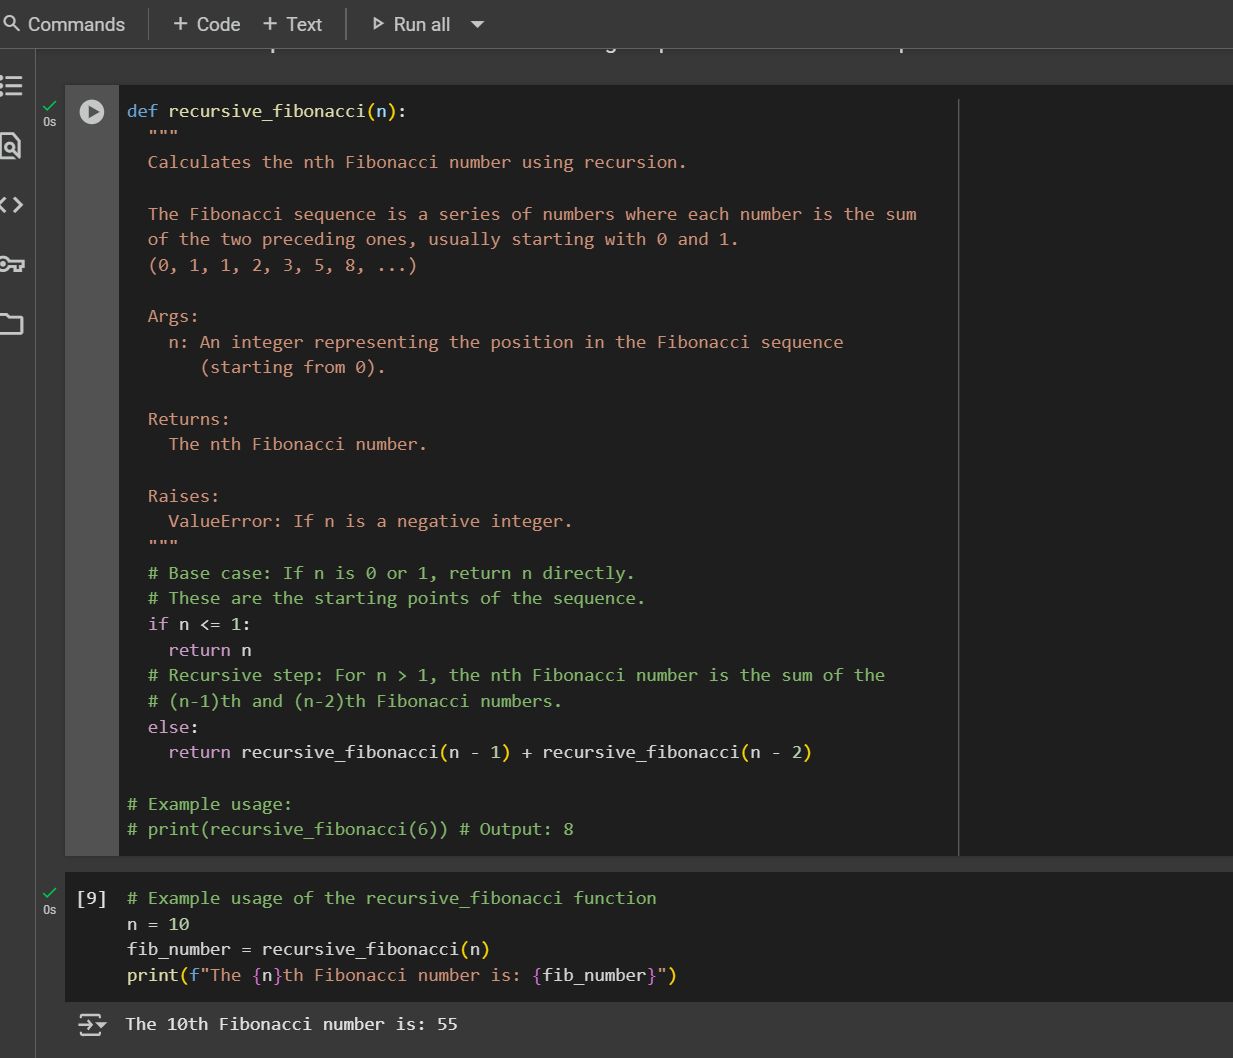 Commands + Code + Text Run all
def recursive_fibonacci(n):
0s
"""
Calculates the nth Fibonacci number using recursion.
The Fibonacci sequence is a series of numbers where each number is the sum
of the two preceding ones, usually starting with 0 and 1.
(0, 1, 1, 2, 3, 5, 8, ...)
Args:
n: An integer representing the position in the Fibonacci sequence
(starting from 0).
Returns:
The nth Fibonacci number.
Raises:
ValueError: If n is a negative integer.
"""
# Base case: If n is 0 or 1, return n directly.
# These are the starting points of the sequence.
if n <= 1:
return n
# Recursive step: For n > 1, the nth Fibonacci number is the sum of the
# (n-1)th and (n-2)th Fibonacci numbers.
else:
return recursive_fibonacci(n - 1) + recursive_fibonacci(n - 2)
# Example usage:
# print(recursive_fibonacci(6)) # Output: 8
[9] # Example usage of the recursive_fibonacci function
0s
n = 10
fib_number = recursive_fibonacci(n)
print(f"The {n}th Fibonacci number is: {fib_number}")
The 10th Fibonacci number is: 55